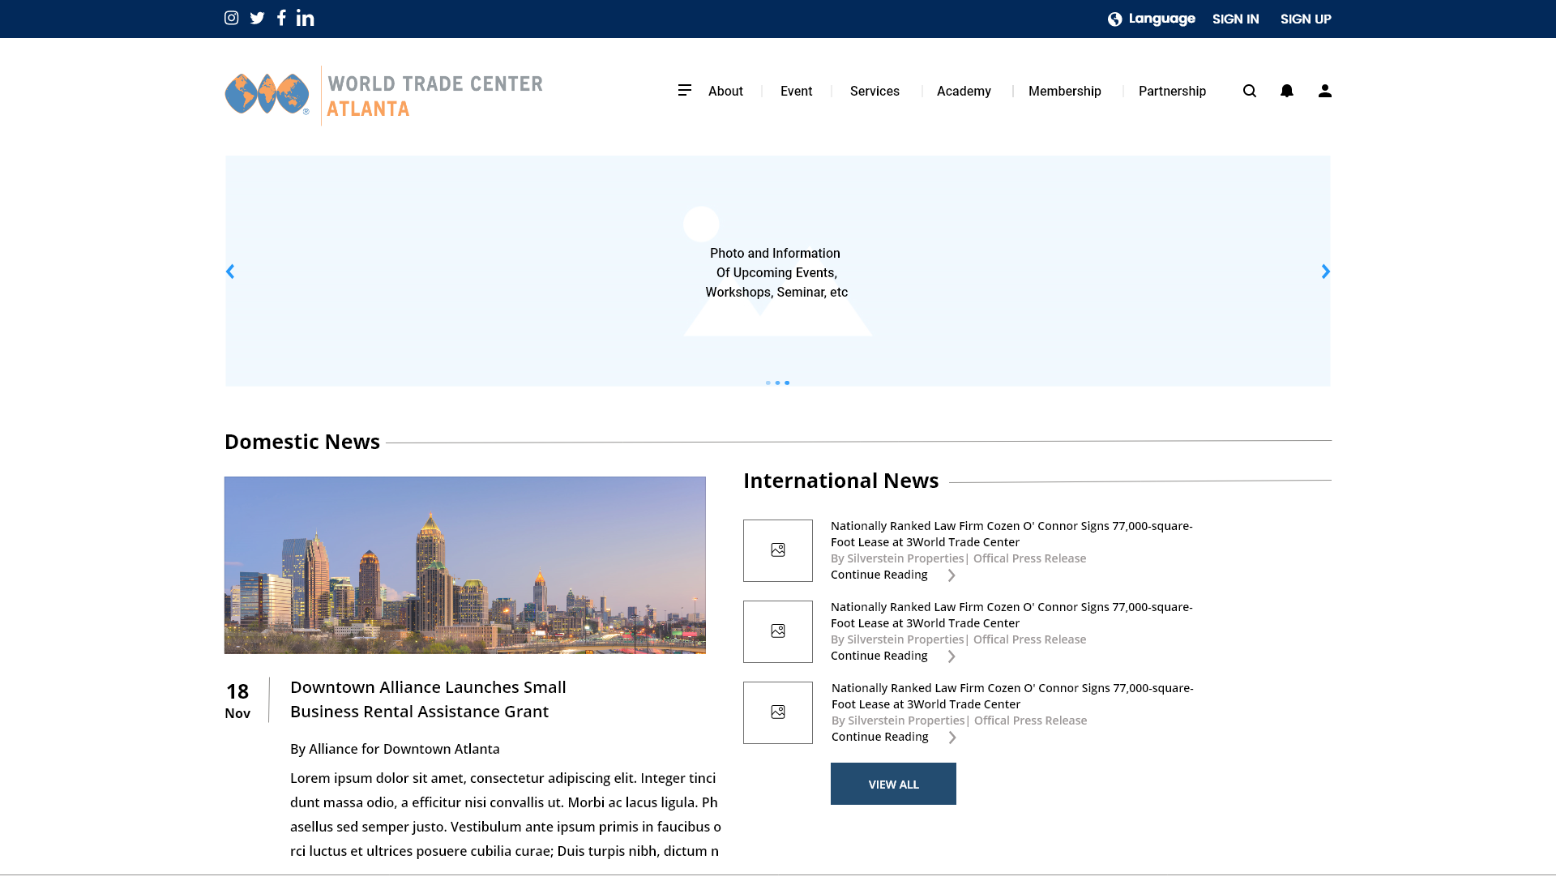 Language SIGN IN SIGN UP
WORLD TRADE CENTER
ATLANTA
®
About Event Services Academy Membership Partnership
Photo and Information
Of Upcoming Events,
Workshops, Seminar, etc
Domestic News
18
Nov
Downtown Alliance Launches Small
Business Rental Assistance Grant
By Alliance for Downtown Atlanta
Lorem ipsum dolor sit amet, consectetur adipiscing elit. Integer tinci
dunt massa odio, a efficitur nisi convallis ut. Morbi ac lacus ligula. Ph
asellus sed semper justo. Vestibulum ante ipsum primis in faucibus o
rci luctus et ultrices posuere cubilia curae; Duis turpis nibh, dictum n
International News
Nationally Ranked Law Firm Cozen O' Connor Signs 77,000-square-
Foot Lease at 3World Trade Center
By Silverstein Properties| Offical Press Release
Continue Reading
Nationally Ranked Law Firm Cozen O' Connor Signs 77,000-square-
Foot Lease at 3World Trade Center
By Silverstein Properties| Offical Press Release
Continue Reading
Nationally Ranked Law Firm Cozen O' Connor Signs 77,000-square-
Foot Lease at 3World Trade Center
By Silverstein Properties| Offical Press Release
Continue Reading
VIEW ALL